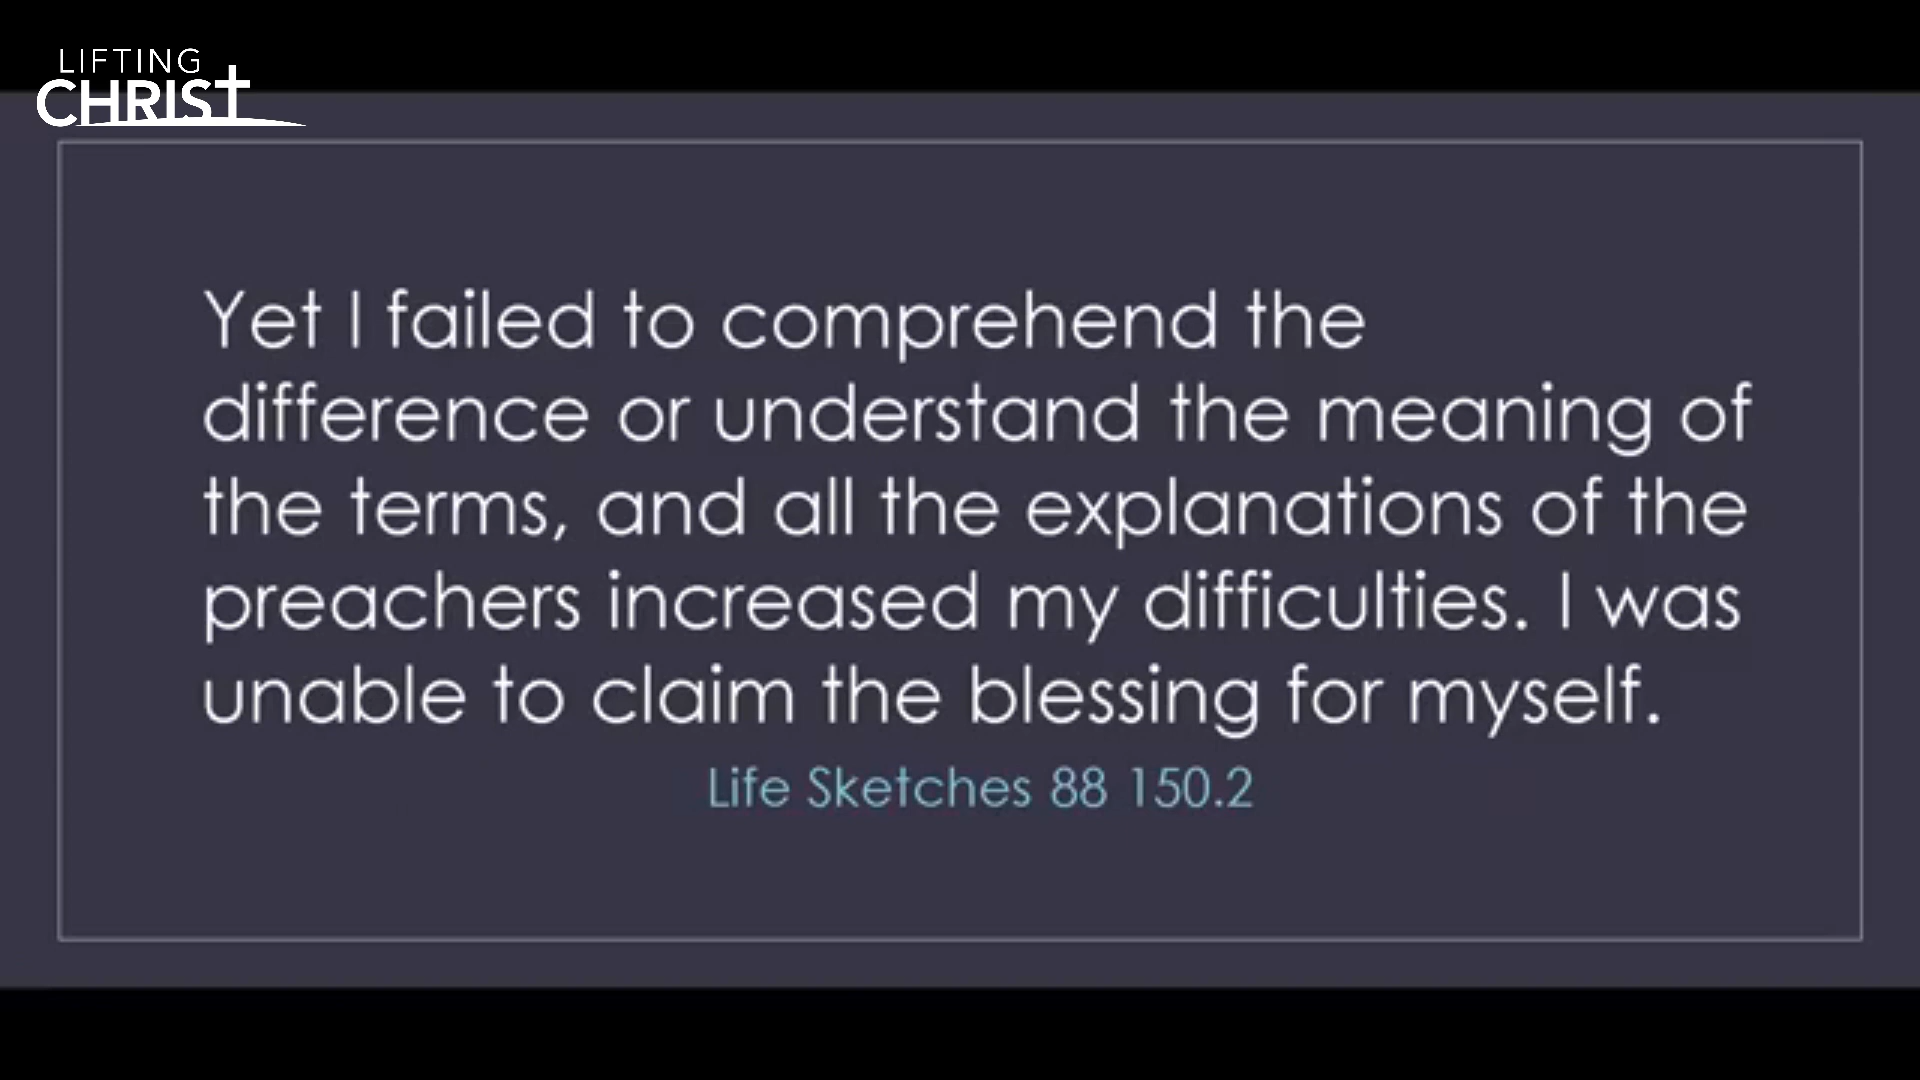 LIFTING
CHRIST
Yet I failed to comprehend the
difference or understand the meaning of
the terms, and all the explanations of the
preachers increased my difficulties. I was
unable to claim the blessing for myself.
Life Sketches 88 150.2